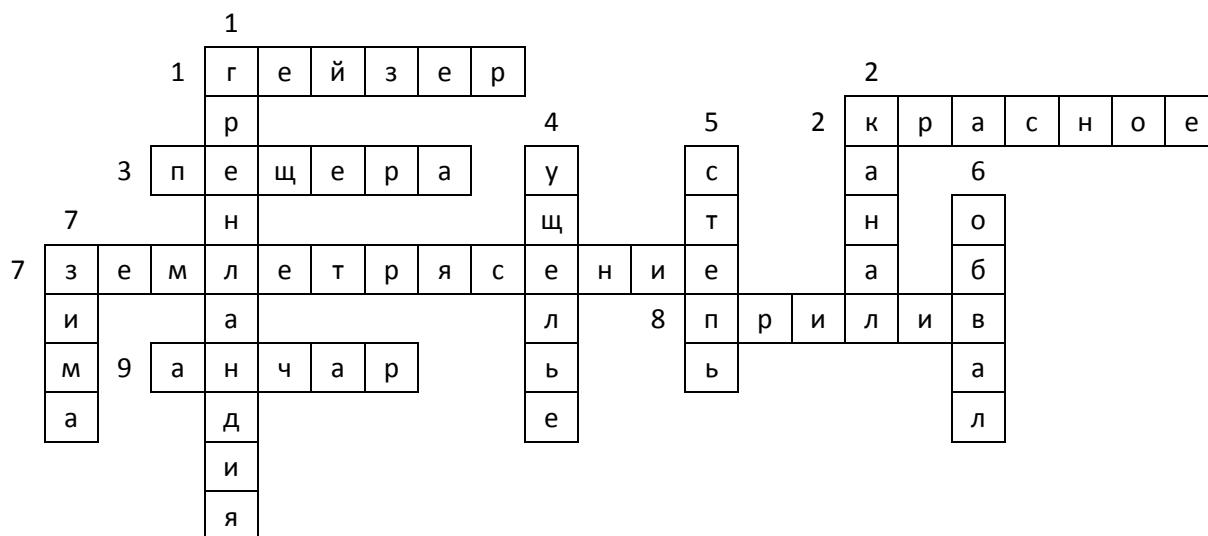 1
1 г е й з е р 2
р 4 5 2 к р а с н о е
3 п е щ е р а у с а 6
7 н щ т н о
7 з е м л е т р я с е н и е а б
и а л 8 п р и л и в
м 9 а н ч а р ь ь а
а д е л
и
я